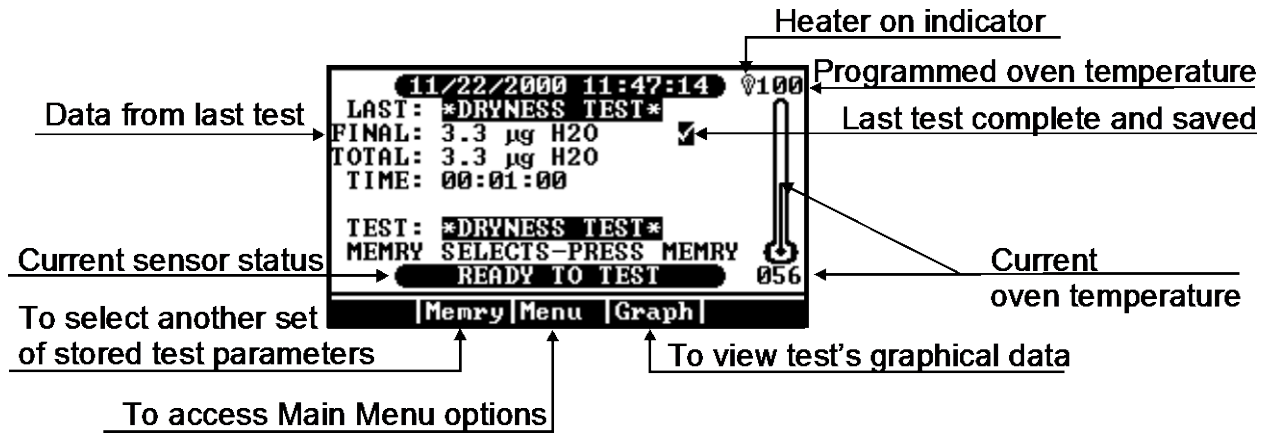 Heater on indicator
Programmed oven temperature
11/22/2000 11:47:14 100
LAST: *DRYNESS TEST*
Data from last test
FINAL: 3.3 µg H2O
Last test complete and saved
TOTAL: 3.3 µg H2O
TIME: 00:01:00
TEST: *DRYNESS TEST*
MEMRY SELECTS-PRESS MEMRY
Current sensor status
READY TO TEST 056
Current
oven temperature
|Memry|Menu |Graph|
To select another set
of stored test parameters
To view test's graphical data
To access Main Menu options